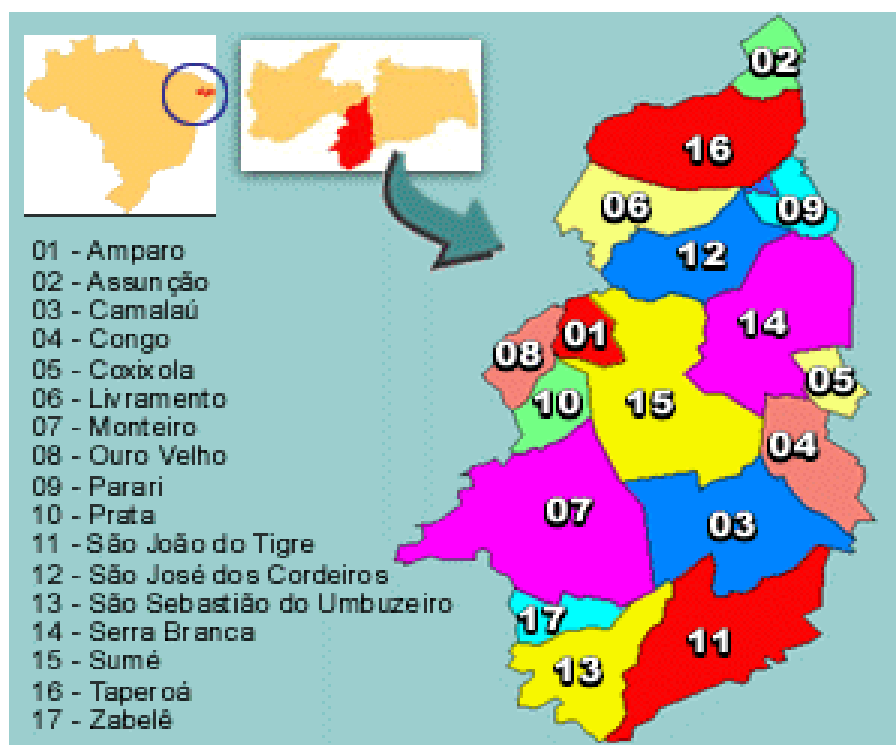 02
16
06
09
12
01 - Amparo
02 - Assunção
03 - Camalaú
04 - Congo
05 - Coxixola
06 - Livramento
07 - Monteiro
08 - Ouro Velho
09 - Parari
10 - Prata
11 - São João do Tigre
12 - São José dos Cordeiros
13 - São Sebastião do Umbuzeiro
14 - Serra Branca
15 - Sumé
16 - Taperoá
17 - Zabelê
14
01
08
05
10
15
04
07
03
17
11
13